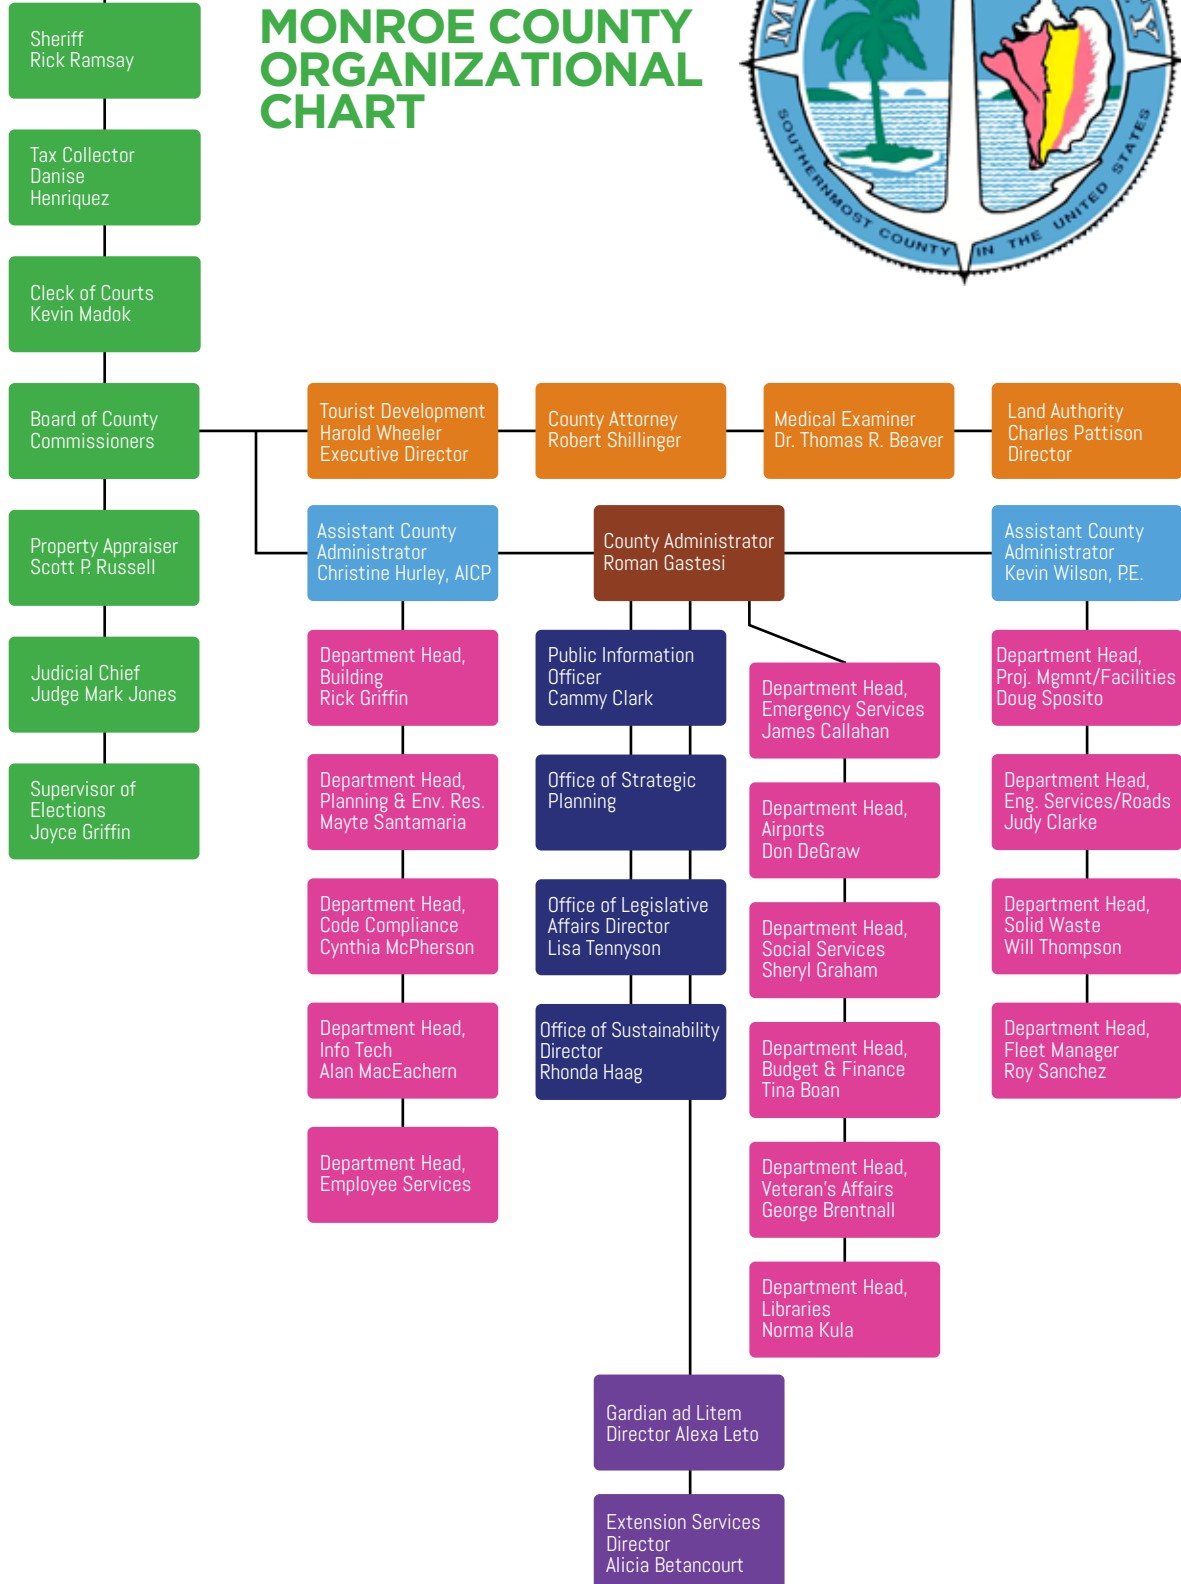 MONROE COUNTY
ORGANIZATIONAL
CHART
SOUTHERNMOST COUNTY IN THE UNITED STATES
Sheriff
Rick Ramsay
Tax Collector
Danise
Henriquez
Cleck of Courts
Kevin Madok
Board of County
Commissioners
Property Appraiser
Scott P. Russell
Judicial Chief
Judge Mark Jones
Supervisor of
Elections
Joyce Griffin
Tourist Development
Harold Wheeler
Executive Director
County Attorney
Robert Shillinger
Medical Examiner
Dr. Thomas R. Beaver
Land Authority
Charles Pattison
Director
Assistant County
Administrator
Christine Hurley, AICP
County Administrator
Roman Gastesi
Assistant County
Administrator
Kevin Wilson, P.E.
Department Head,
Building
Rick Griffin
Department Head,
Planning & Env. Res.
Mayte Santamaria
Department Head,
Code Compliance
Cynthia McPherson
Department Head,
Info Tech
Alan MacEachern
Department Head,
Employee Services
Public Information
Officer
Cammy Clark
Office of Strategic
Planning
Office of Legislative
Affairs Director
Lisa Tennyson
Office of Sustainability
Director
Rhonda Haag
Department Head,
Emergency Services
James Callahan
Department Head,
Airports
Don DeGraw
Department Head,
Social Services
Sheryl Graham
Department Head,
Budget & Finance
Tina Boan
Department Head,
Veteran's Affairs
George Brentnall
Department Head,
Libraries
Norma Kula
Department Head,
Proj. Mgmnt/Facilities
Doug Sposito
Department Head,
Eng. Services/Roads
Judy Clarke
Department Head,
Solid Waste
Will Thompson
Department Head,
Fleet Manager
Roy Sanchez
Gardian ad Litem
Director Alexa Leto
Extension Services
Director
Alicia Betancourt